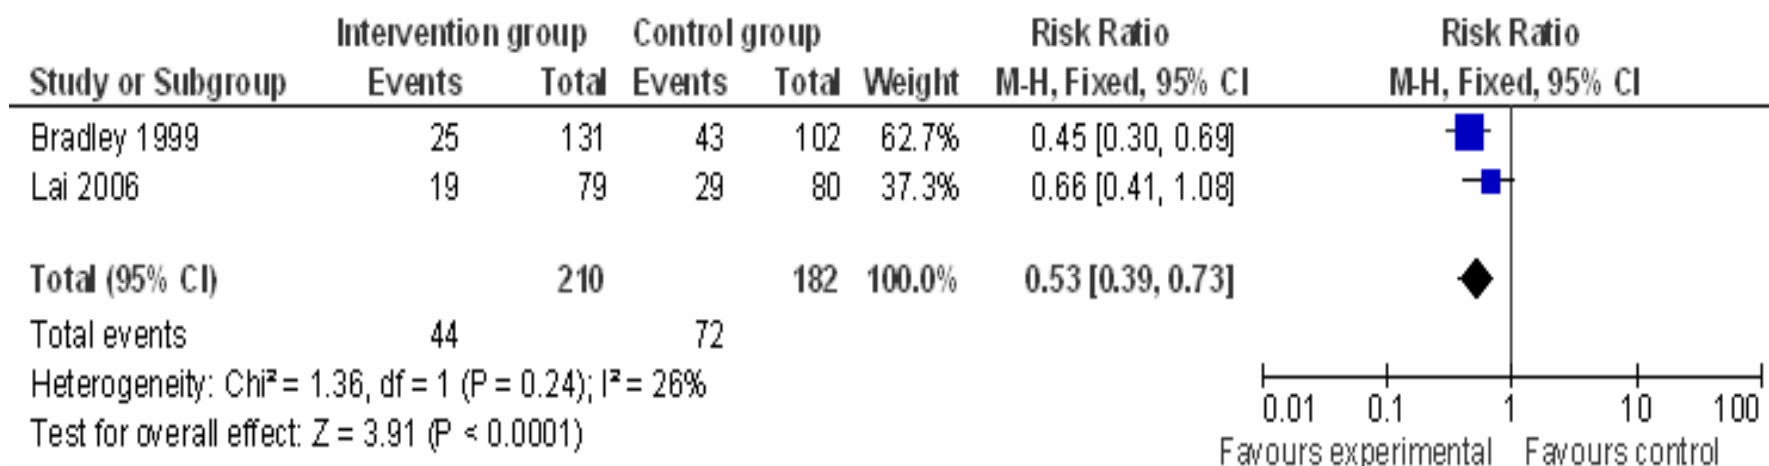 Intervention group Control group Risk Ratio Risk Ratio
Study or Subgroup Events Total Events Total Weight M-H, Fixed, 95% CI M-H, Fixed, 95% CI
Bradley 1999 25 131 43 102 62.7% 0.45 [0.30, 0.69]
Lai 2006 19 79 29 80 37.3% 0.66 [0.41, 1.08]
Total (95% CI) 210 182 100.0% 0.53 [0.39, 0.73]
Total events 44 72
Heterogeneity: Chi² = 1.36, df = 1 (P = 0.24); I² = 26%
Test for overall effect: Z = 3.91 (P < 0.0001)
0.01 0.1 1 10 100
Favours experimental Favours control